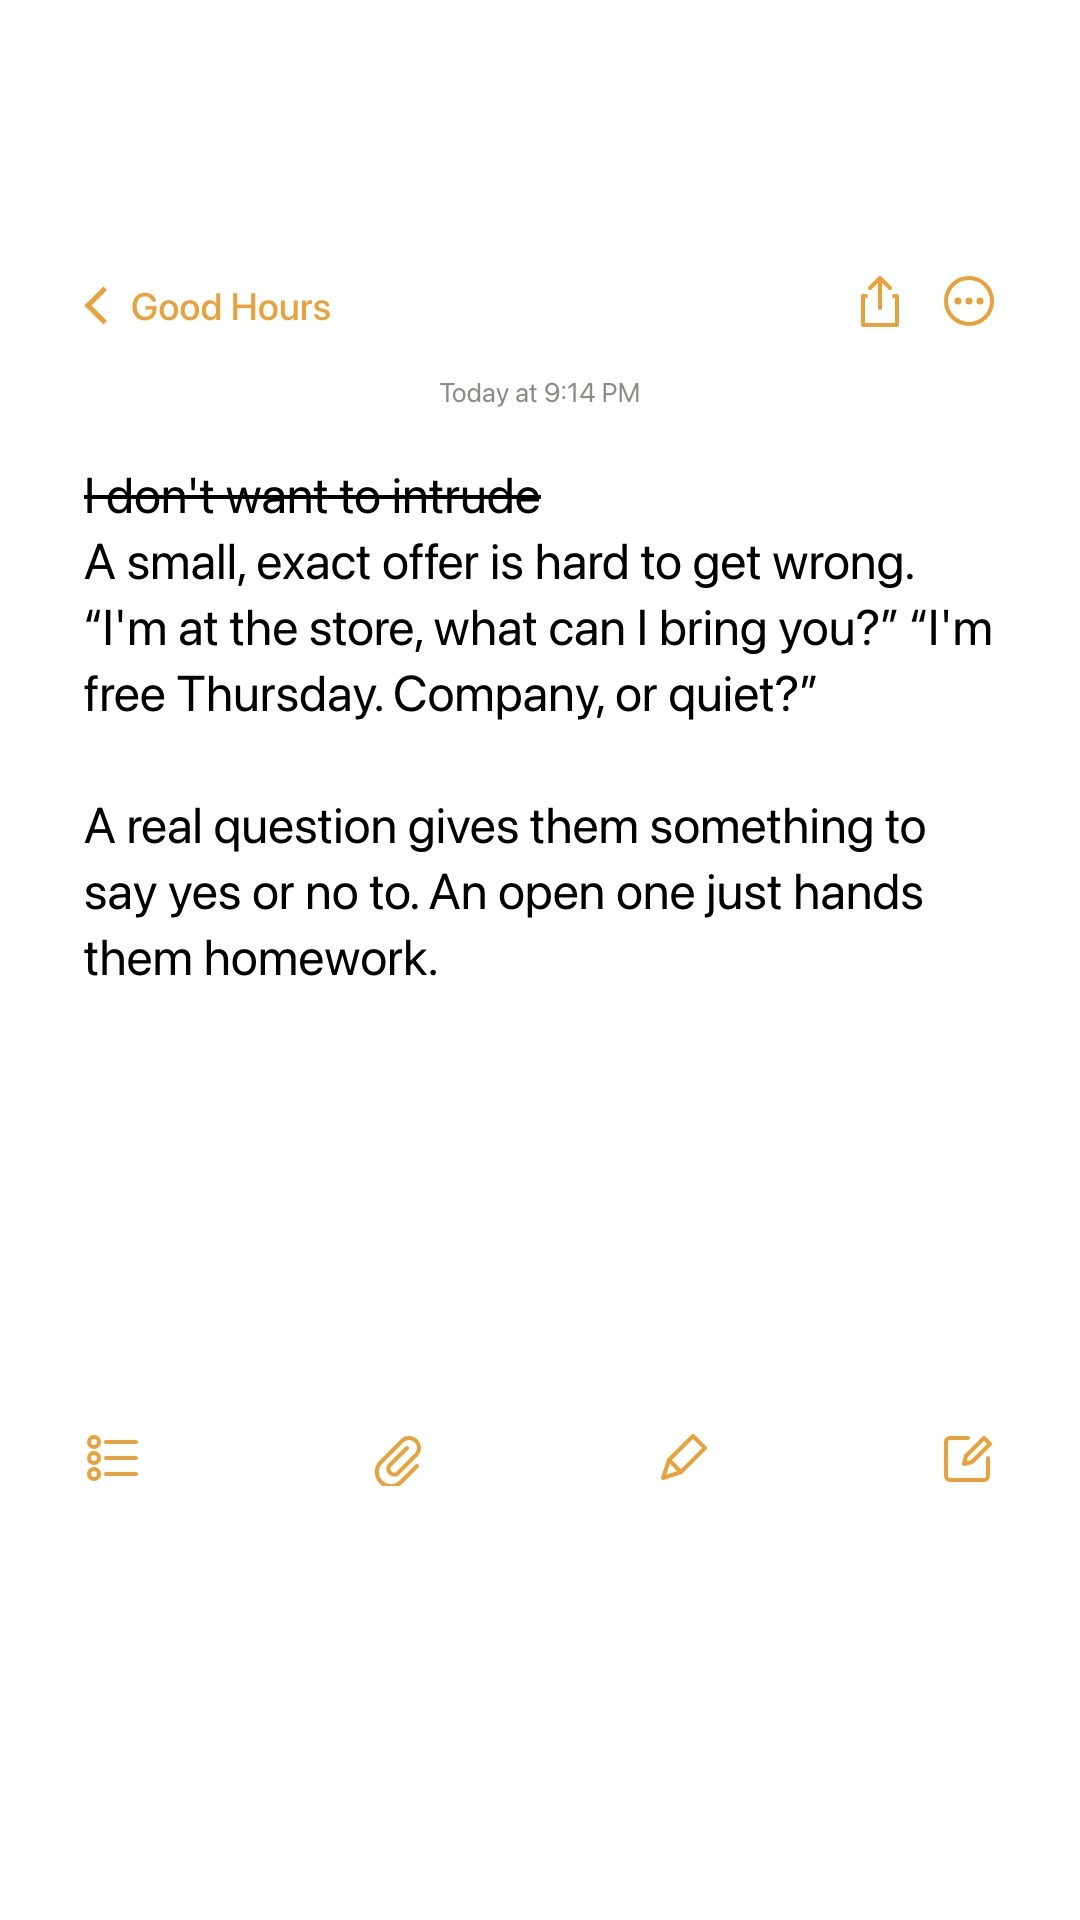 Good Hours
Today at 9:14 PM
I don't want to intrude
A small, exact offer is hard to get wrong.
“I'm at the store, what can I bring you?” “I'm
free Thursday. Company, or quiet?”
A real question gives them something to
say yes or no to. An open one just hands
them homework.